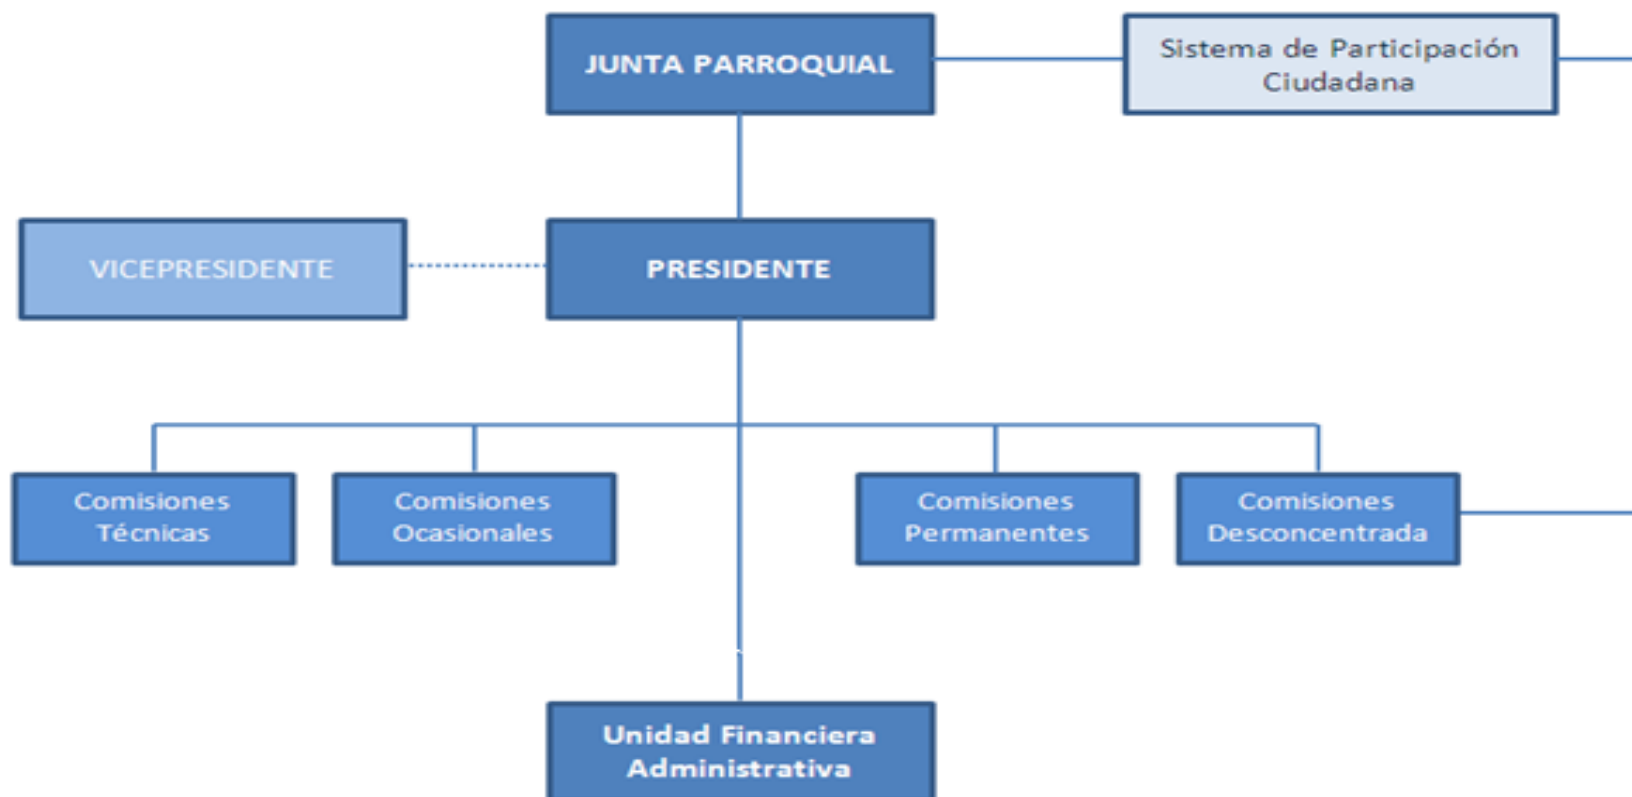 JUNTA PARROQUIAL
Sistema de Participación
Ciudadana
VICEPRESIDENTE
PRESIDENTE
Comisiones
Técnicas
Comisiones
Ocasionales
Comisiones
Permanentes
Comisiones
Desconcentrada
Unidad Financiera
Administrativa